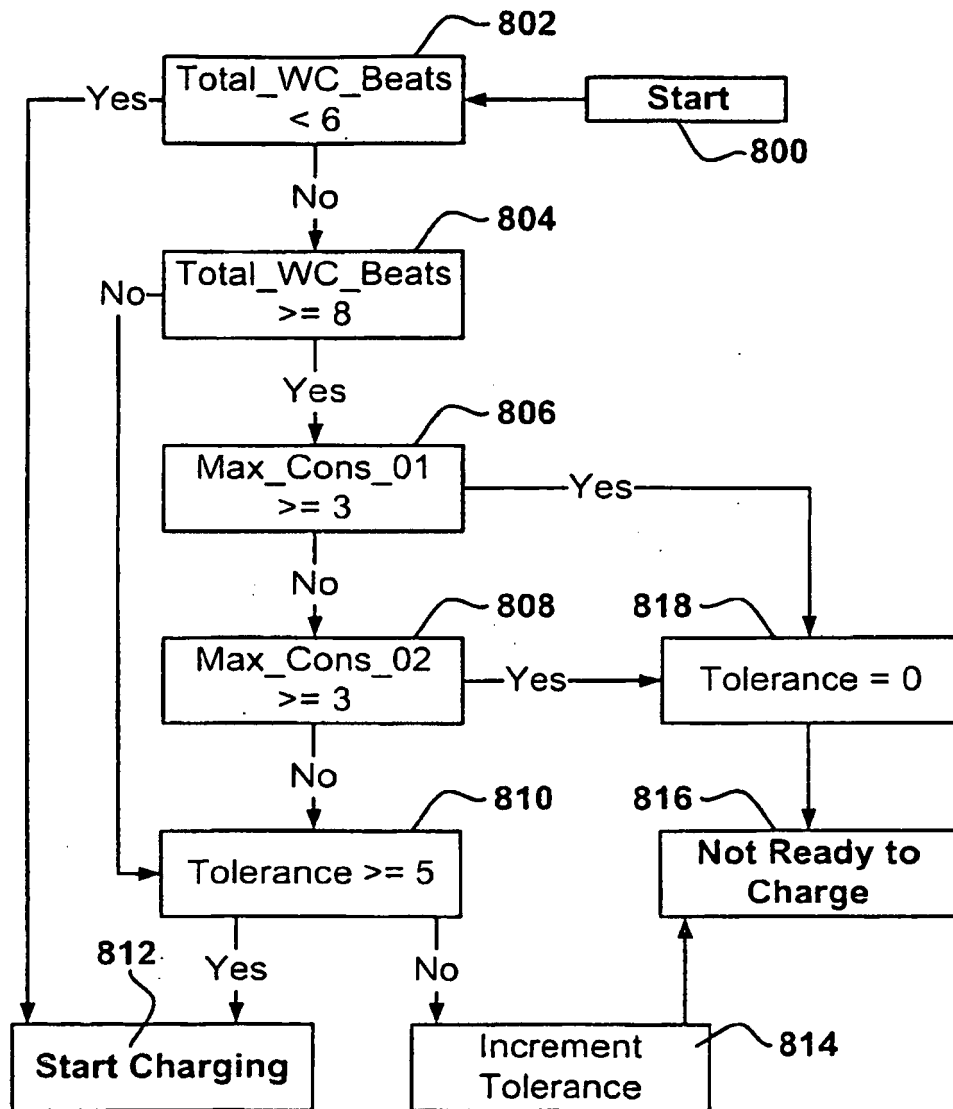 802
Total_WC_Beats
< 6
Yes
Start
800
No
804
Total_WC_Beats
>= 8
No
Yes
806
Max_Cons_01
>= 3
Yes
No
808
818
Max_Cons_02
>= 3
Yes
Tolerance = 0
No
810
816
Tolerance >= 5
Not Ready to
Charge
812
Yes
No
Start Charging
Increment
Tolerance
814